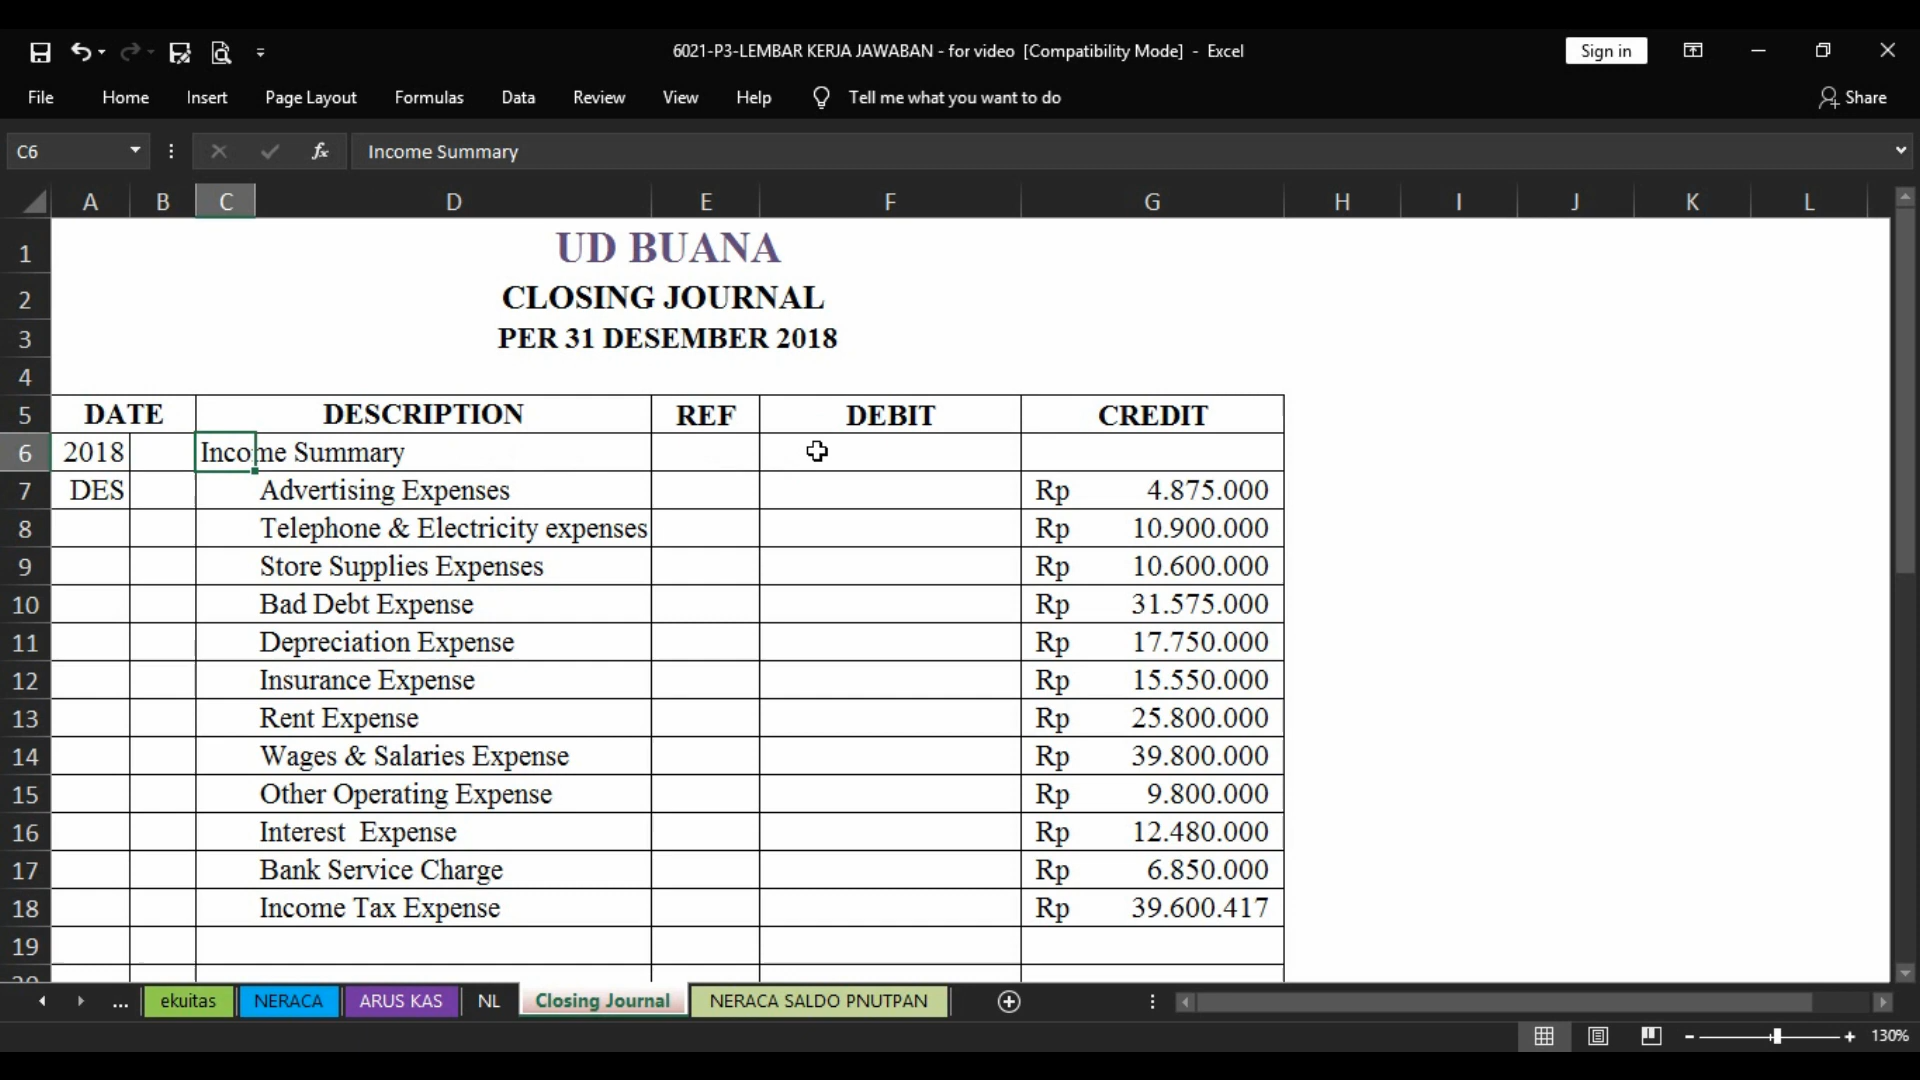 6021-P3-LEMBAR KERJA JAWABAN - for video [Compatibility Mode] - Excel
Sign in
File Home Insert Page Layout Formulas Data Review View Help Tell me what you want to do Share
C6 fx Income Summary
A B C D E F G H I J K L
1 UD BUANA
2 CLOSING JOURNAL
3 PER 31 DESEMBER 2018
4
5 DATE DESCRIPTION REF DEBIT CREDIT
6 2018 Income Summary
7 DES Advertising Expenses Rp 4.875.000
8 Telephone & Electricity expenses Rp 10.900.000
9 Store Supplies Expenses Rp 10.600.000
10 Bad Debt Expense Rp 31.575.000
11 Depreciation Expense Rp 17.750.000
12 Insurance Expense Rp 15.550.000
13 Rent Expense Rp 25.800.000
14 Wages & Salaries Expense Rp 39.800.000
15 Other Operating Expense Rp 9.800.000
16 Interest  Expense Rp 12.480.000
17 Bank Service Charge Rp 6.850.000
18 Income Tax Expense Rp 39.600.417
19
... ekuitas NERACA ARUS KAS NL Closing Journal NERACA SALDO PNUTPAN
130%